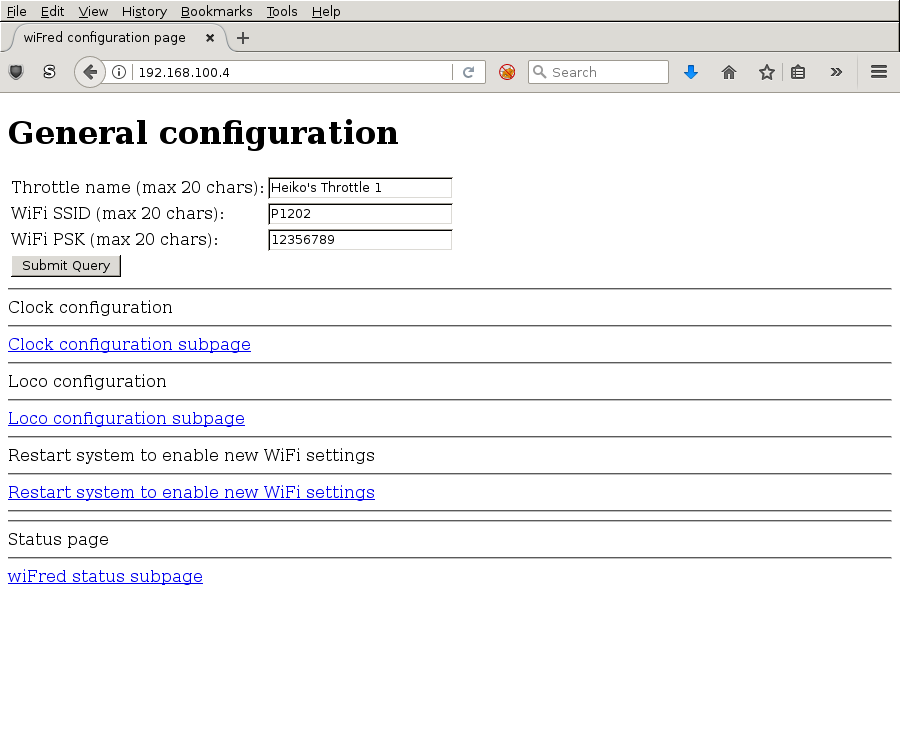 File Edit View History Bookmarks Tools Help
wiFred configuration page
192.168.100.4 Search
General configuration
Throttle name (max 20 chars): Heiko's Throttle 1
WiFi SSID (max 20 chars): P1202
WiFi PSK (max 20 chars): 12356789
Submit Query
Clock configuration
Clock configuration subpage
Loco configuration
Loco configuration subpage
Restart system to enable new WiFi settings
Restart system to enable new WiFi settings
Status page
wiFred status subpage